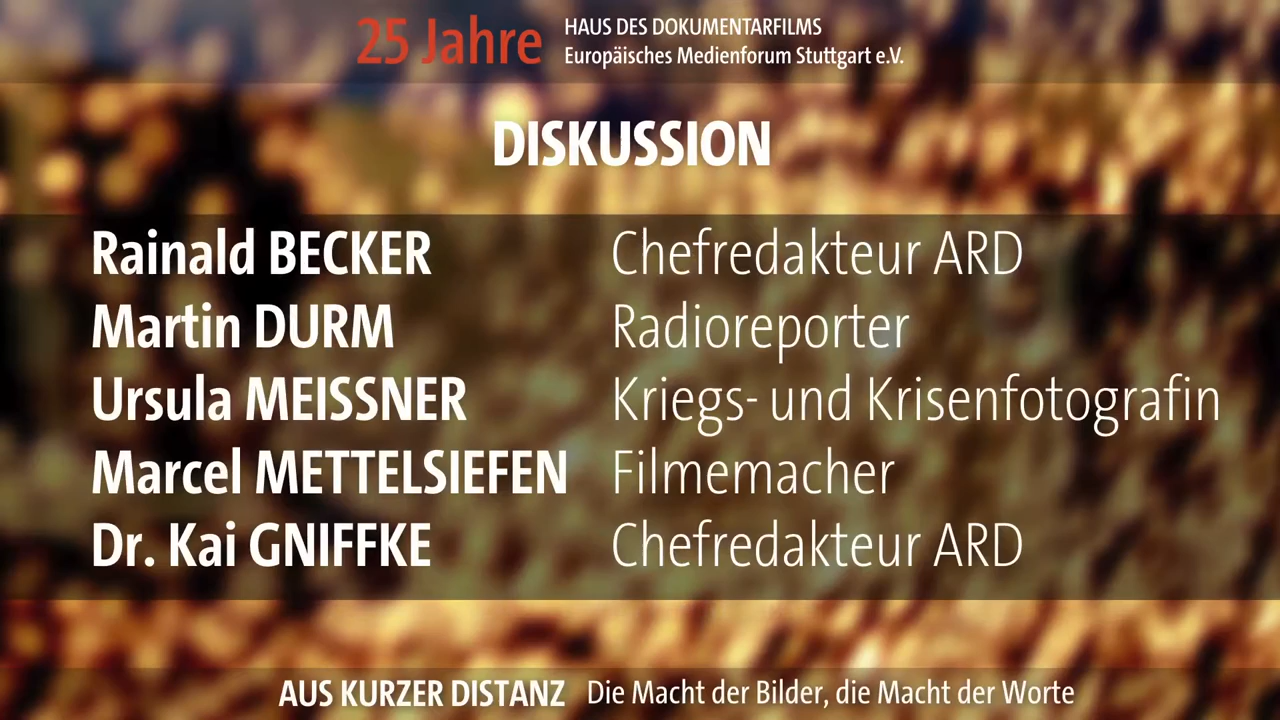 25 Jahre
HAUS DES DOKUMENTARFILMS
Europäisches Medienforum Stuttgart e.V.
DISKUSSION
Rainald BECKER Chefredakteur ARD
Martin DURM Radioreporter
Ursula MEISSNER Kriegs- und Krisenfotografin
Marcel METTELSIEFEN Filmemacher
Dr. Kai GNIFFKE Chefredakteur ARD
AUS KURZER DISTANZ Die Macht der Bilder, die Macht der Worte